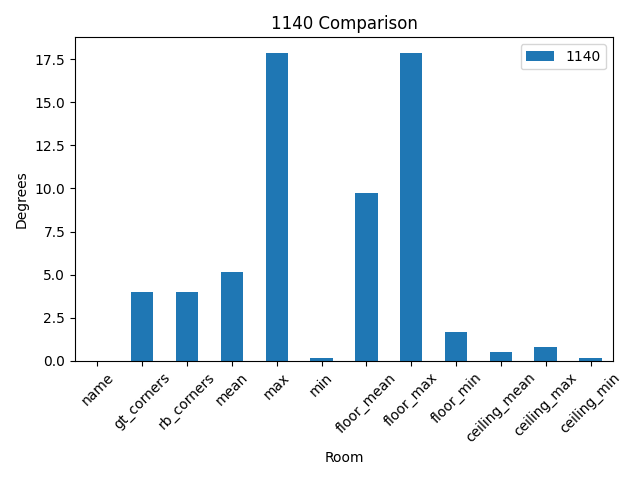 1140 Comparison
1140
17.5
15.0
12.5
10.0
7.5
5.0
2.5
0.0
Degrees
name
gt_corners
rb_corners
mean
max
min
floor_mean
floor_max
floor_min
ceiling_mean
ceiling_max
ceiling_min
Room